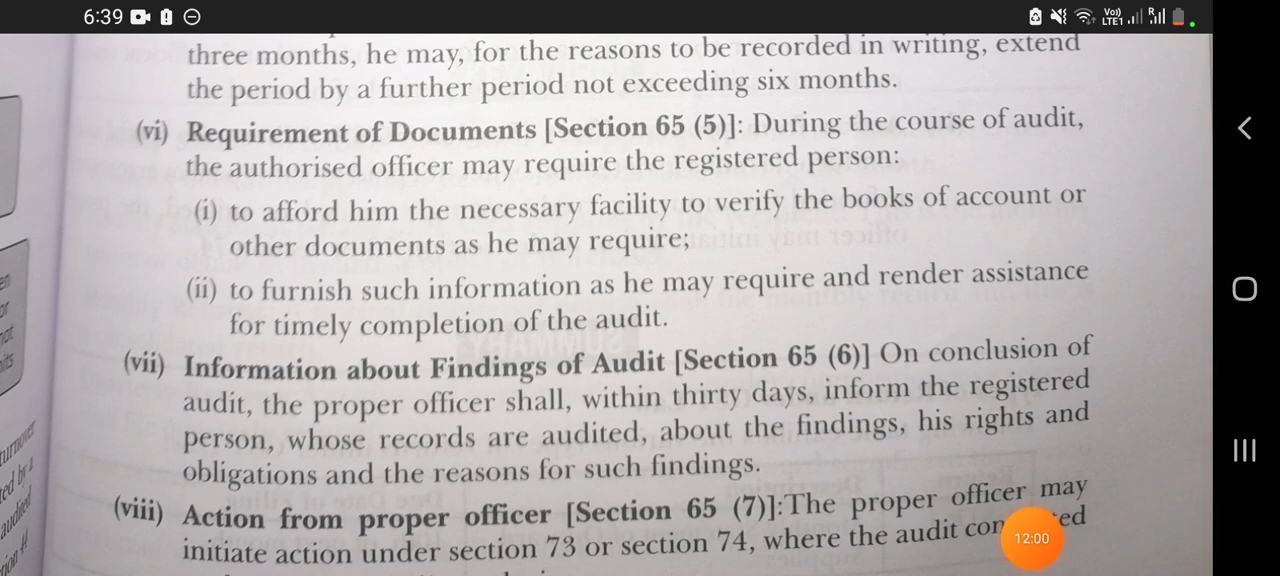 6:39
Vo)) LTE1 R
three months, he may, for the reasons to be recorded in writing, extend
the period by a further period not exceeding six months.
(vi) Requirement of Documents [Section 65 (5)]: During the course of audit,
the authorised officer may require the registered person:
(i) to afford him the necessary facility to verify the books of account or
other documents as he may require;
(ii) to furnish such information as he may require and render assistance
for timely completion of the audit.
(vii) Information about Findings of Audit [Section 65 (6)] On conclusion of
audit, the proper officer shall, within thirty days, inform the registered
person, whose records are audited, about the findings, his rights and
obligations and the reasons for such findings.
(viii) Action from proper officer [Section 65 (7)]:The proper officer may
initiate action under section 73 or section 74, where the audit
12:00